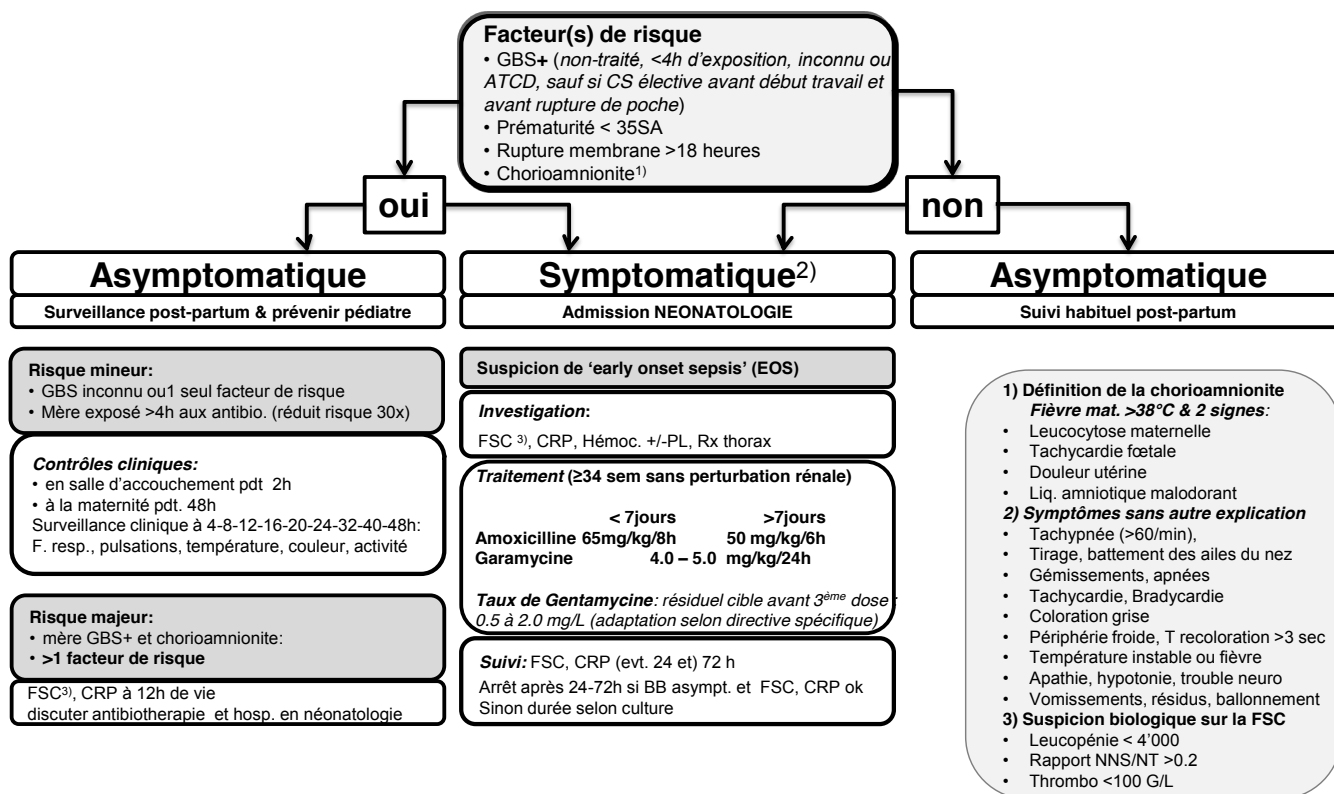 Facteur(s) de risque
• GBS+ (non-traité, <4h d'exposition, inconnu ou
ATCD, sauf si CS élective avant début travail et
avant rupture de poche)
• Prématurité < 35SA
• Rupture membrane >18 heures
• Chorioamnionite1)
oui
non
Asymptomatique
Surveillance post-partum & prévenir pédiatre
Symptomatique2)
Admission NEONATOLOGIE
Asymptomatique
Suivi habituel post-partum
Risque mineur:
• GBS inconnu ou1 seul facteur de risque
• Mère exposé >4h aux antibio. (réduit risque 30x)
Contrôles cliniques:
• en salle d'accouchement pdt 2h
• à la maternité pdt. 48h
Surveillance clinique à 4-8-12-16-20-24-32-40-48h:
F. resp., pulsations, température, couleur, activité
Risque majeur:
• mère GBS+ et chorioamnionite:
• >1 facteur de risque
FSC3), CRP à 12h de vie
discuter antibiotherapie et hosp. en néonatologie
Suspicion de 'early onset sepsis' (EOS)
Investigation:
FSC 3), CRP, Hémoc. +/-PL, Rx thorax
Traitement (≥34 sem sans perturbation rénale)
< 7jours >7jours
Amoxicilline 65mg/kg/8h 50 mg/kg/6h
Garamycine 4.0 – 5.0 mg/kg/24h
Taux de Gentamycine: résiduel cible avant 3ème dose :
0.5 à 2.0 mg/L (adaptation selon directive spécifique)
Suivi: FSC, CRP (evt. 24 et) 72 h
Arrêt après 24-72h si BB asympt. et FSC, CRP ok
Sinon durée selon culture
1) Définition de la chorioamnionite
Fièvre mat. >38°C & 2 signes:
• Leucocytose maternelle
• Tachycardie fœtale
• Douleur utérine
• Liq. amniotique malodorant
2) Symptômes sans autre explication
• Tachypnée (>60/min),
• Tirage, battement des ailes du nez
• Gémissements, apnées
• Tachycardie, Bradycardie
• Coloration grise
• Périphérie froide, T recoloration >3 sec
• Température instable ou fièvre
• Apathie, hypotonie, trouble neuro
• Vomissements, résidus, ballonnement
3) Suspicion biologique sur la FSC
• Leucopénie < 4'000
• Rapport NNS/NT >0.2
• Thrombo <100 G/L